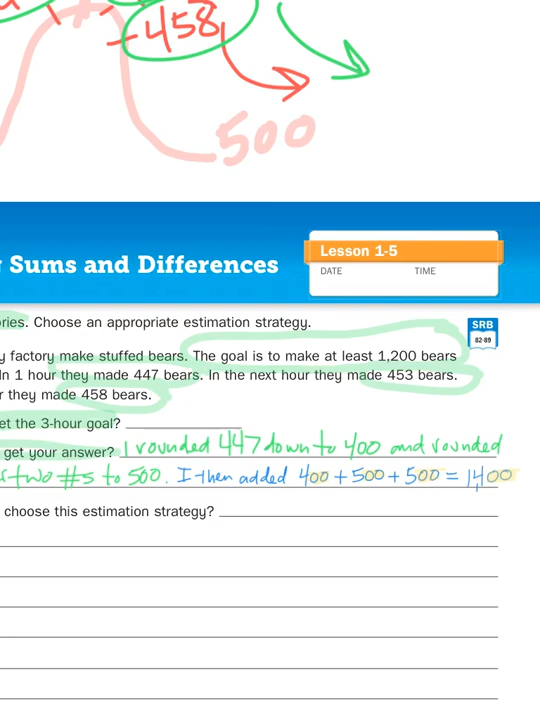 -458
500
Sums and Differences
Lesson 1-5
DATE TIME
ories. Choose an appropriate estimation strategy.
SRB
82-89
y factory make stuffed bears. The goal is to make at least 1,200 bears
In 1 hour they made 447 bears. In the next hour they made 453 bears.
r they made 458 bears.
et the 3-hour goal?
get your answer? I rounded 447 down to 400 and rounded
two #s to 500. I then added 400 + 500 + 500 = 1,400
choose this estimation strategy?